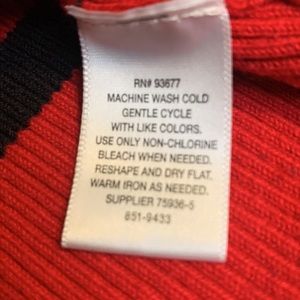 RN# 93677
MACHINE WASH COLD
GENTLE CYCLE
WITH LIKE COLORS.
USE ONLY NON-CHLORINE
BLEACH WHEN NEEDED.
RESHAPE AND DRY FLAT.
WARM IRON AS NEEDED.
SUPPLIER 75936-5
851-9433